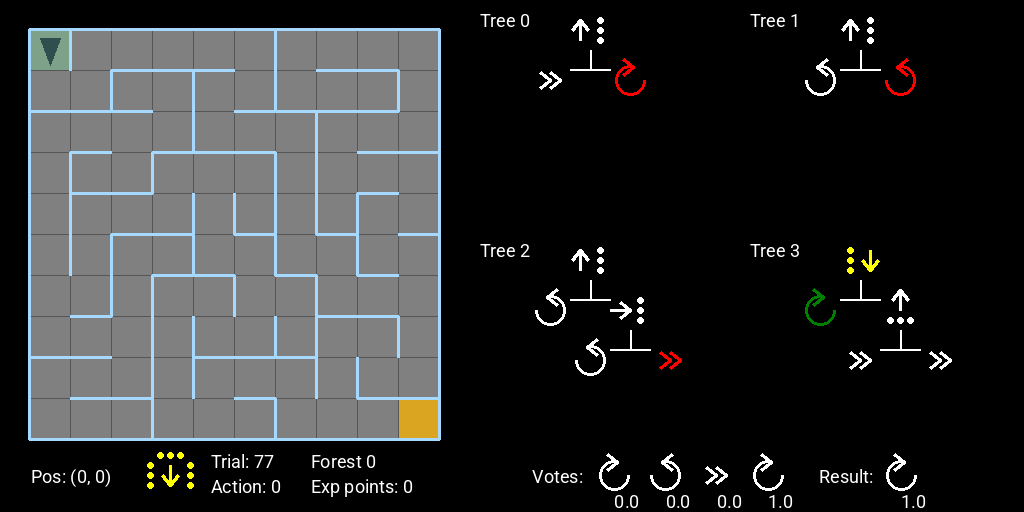 Tree 0
Tree 1
Tree 2
Tree 3
Pos: (0, 0)
Trial: 77
Forest 0
Action: 0
Exp points: 0
Votes:
0.0
0.0
0.0
1.0
Result:
1.0